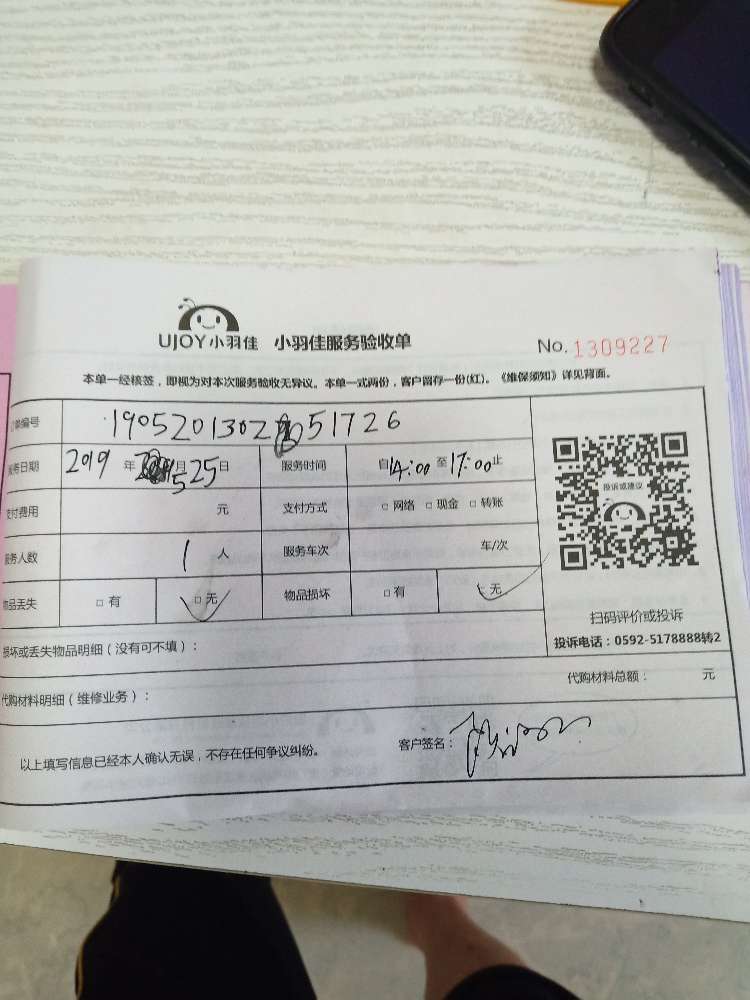 UJOY小羽佳 小羽佳服务验收单 No. 1309227
本单一经核签，即视为对本次服务验收无异议。本单一式两份，客户留存一份(红)。《维保须知》详见背面。
单编号 1905201302 51726
服务日期 2019 年 5 月 25 日 服务时间 自 14:00 至 17:00 止
支付费用 元 支付方式 □ 网络 □ 现金 □ 转账
服务人数 1 人 服务车次 车/次
物品丢失 □ 有 □ 无 物品损坏 □ 有 无
投诉或建议
扫码评价或投诉
投诉电话：0592-5178888转2
损坏或丢失物品明细（没有可不填）：
代购材料明细（维修业务）： 代购材料总额： 元
以上填写信息已经本人确认无误，不存在任何争议纠纷。 客户签名：